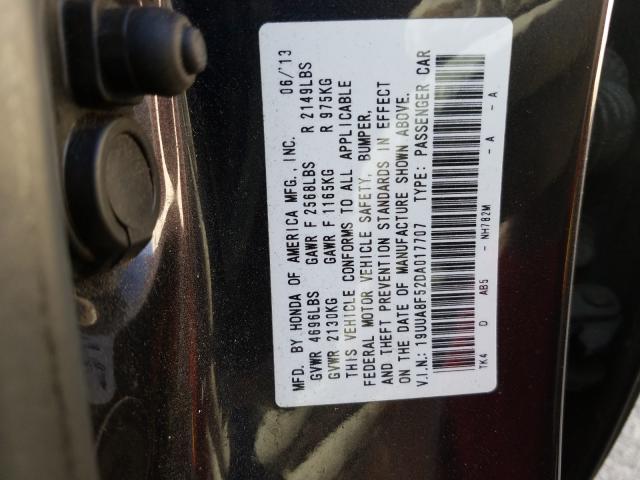 MFD. BY HONDA OF AMERICA MFG., INC. 06/'13
GVWR 4696LBS GAWR F 2568LBS R 2149LBS
GVWR 2130KG GAWR F 1165KG R 975KG
THIS VEHICLE CONFORMS TO ALL APPLICABLE
FEDERAL MOTOR VEHICLE SAFETY, BUMPER,
AND THEFT PREVENTION STANDARDS IN EFFECT
ON THE DATE OF MANUFACTURE SHOWN ABOVE.
V.I.N.: 19UUA8F52DA017707 TYPE: PASSENGER CAR
TK4 D AB5 - NH782M - A - A